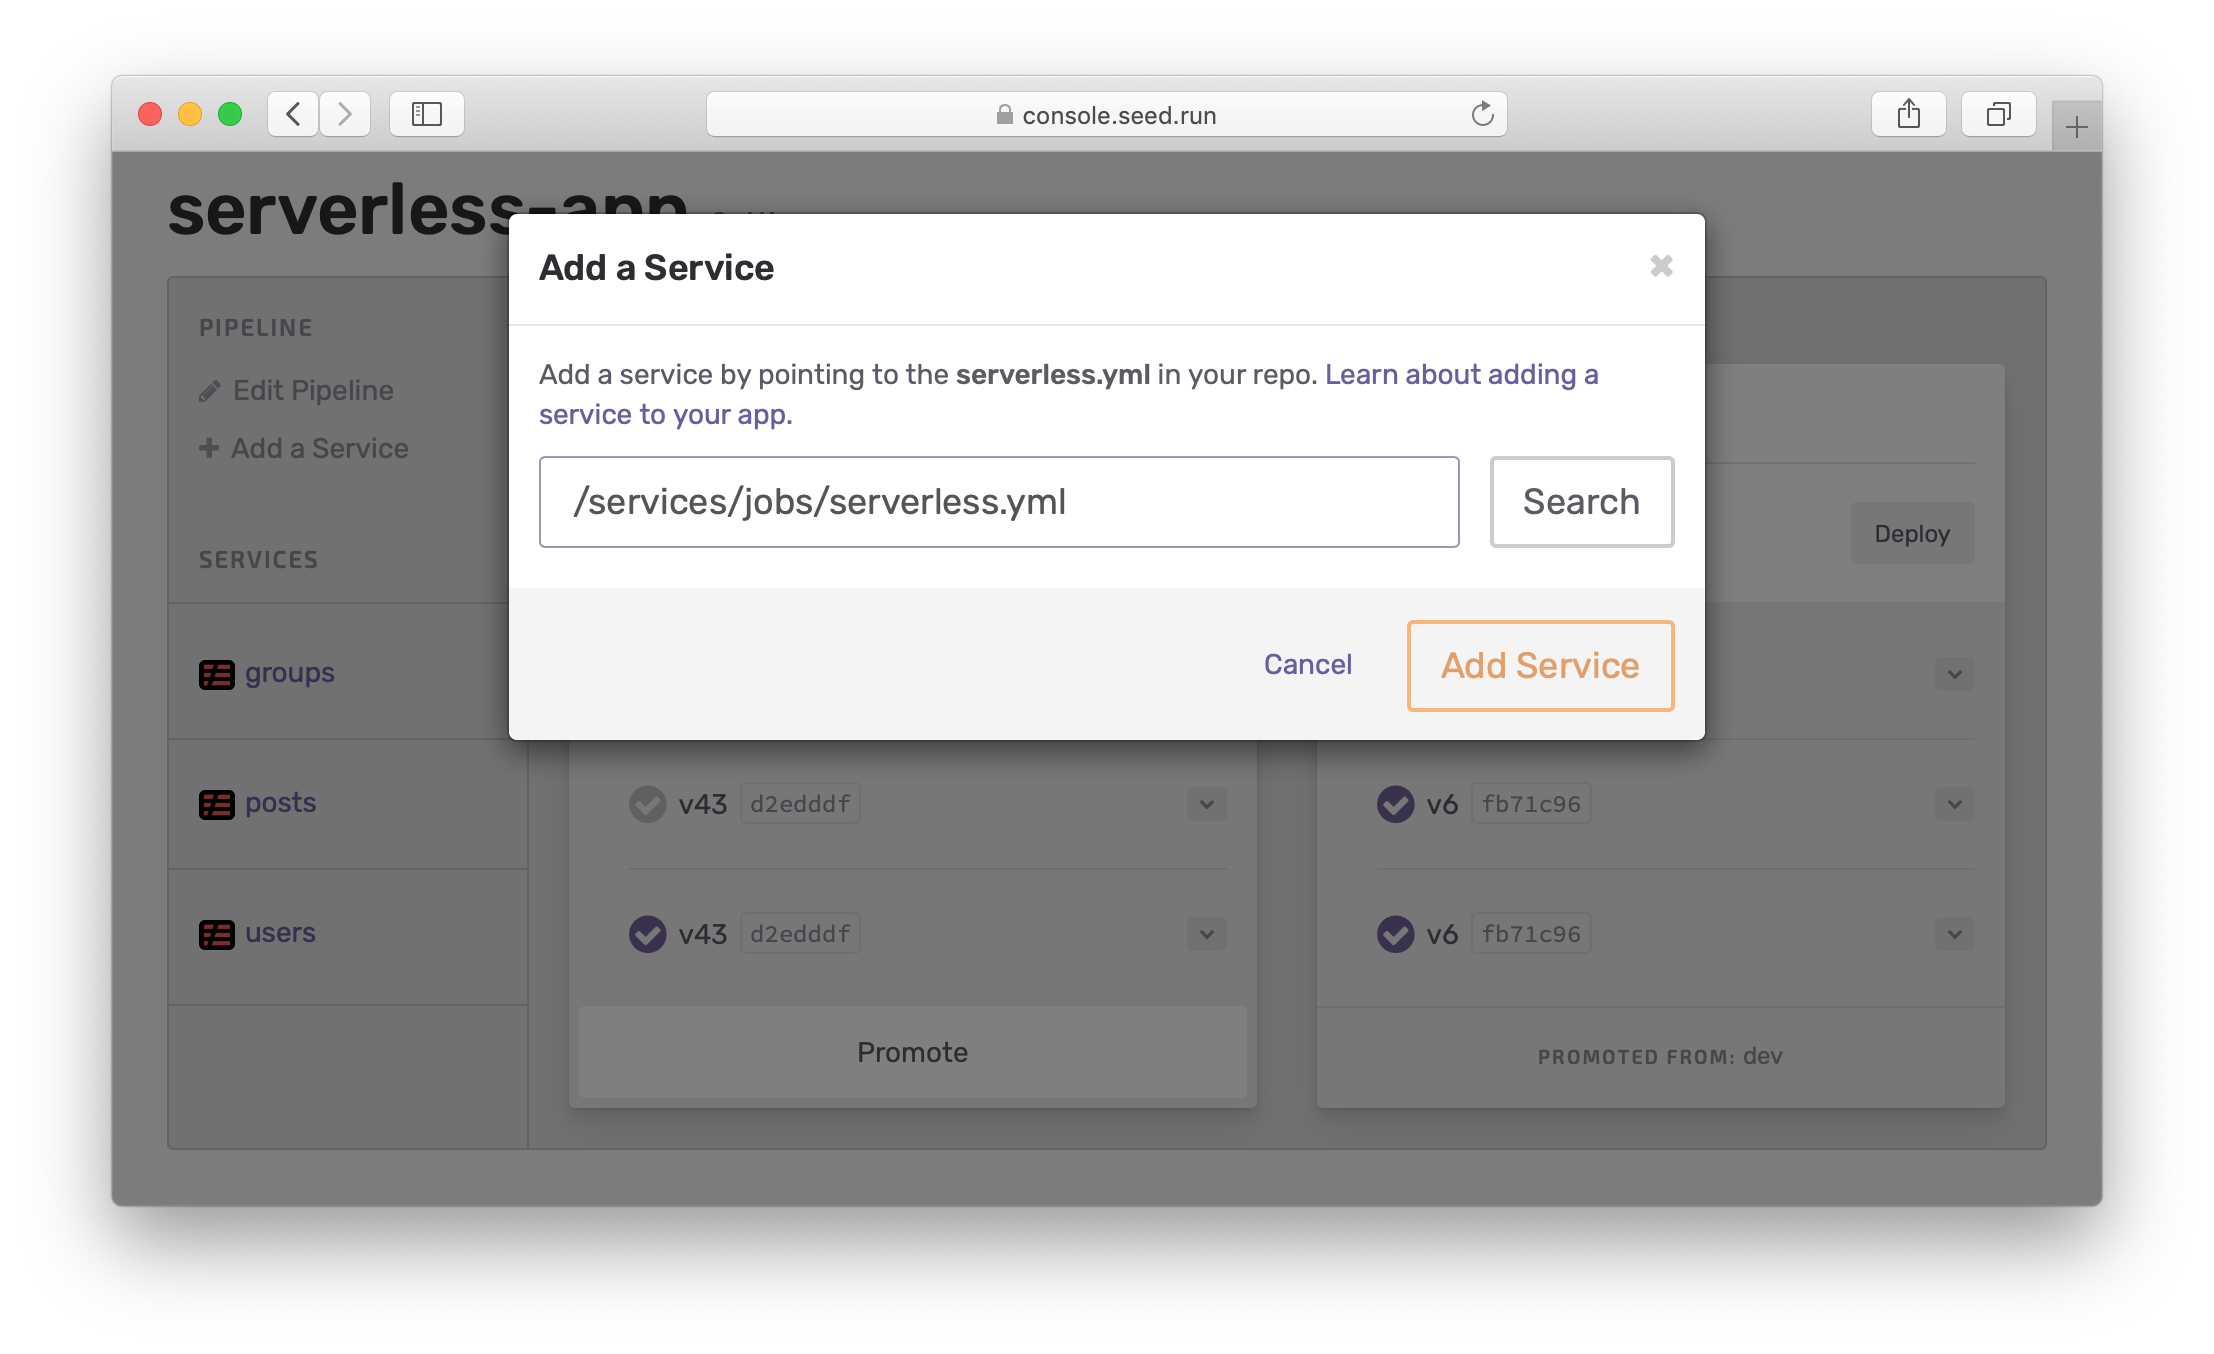 console.seed.run
serverless-app
Add a Service
PIPELINE
Edit Pipeline
Add a Service
Add a service by pointing to the serverless.yml in your repo. Learn about adding a
service to your app.
/services/jobs/serverless.yml
Search
Deploy
SERVICES
Cancel
Add Service
groups
posts
v43 d2edddf
v6 fb71c96
users
v43 d2edddf
v6 fb71c96
Promote
PROMOTED FROM: dev